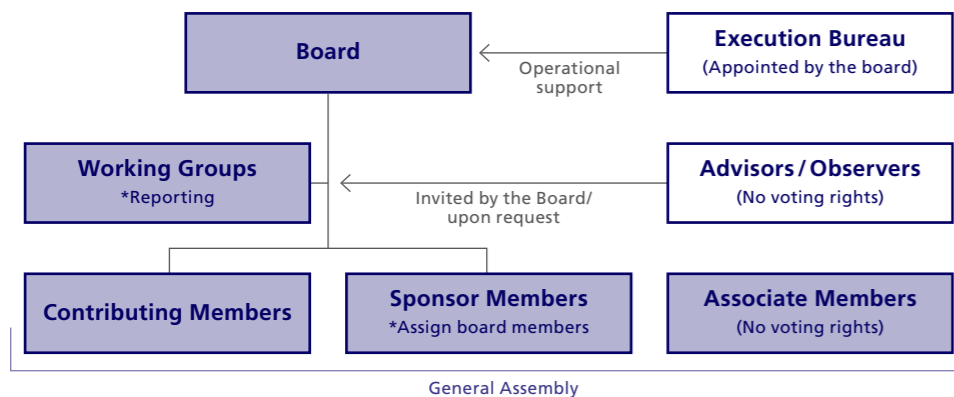 Board
Execution Bureau
(Appointed by the board)
Operational
support
Working Groups
*Reporting
Advisors / Observers
(No voting rights)
Invited by the Board/
upon request
Contributing Members
Sponsor Members
*Assign board members
Associate Members
(No voting rights)
General Assembly